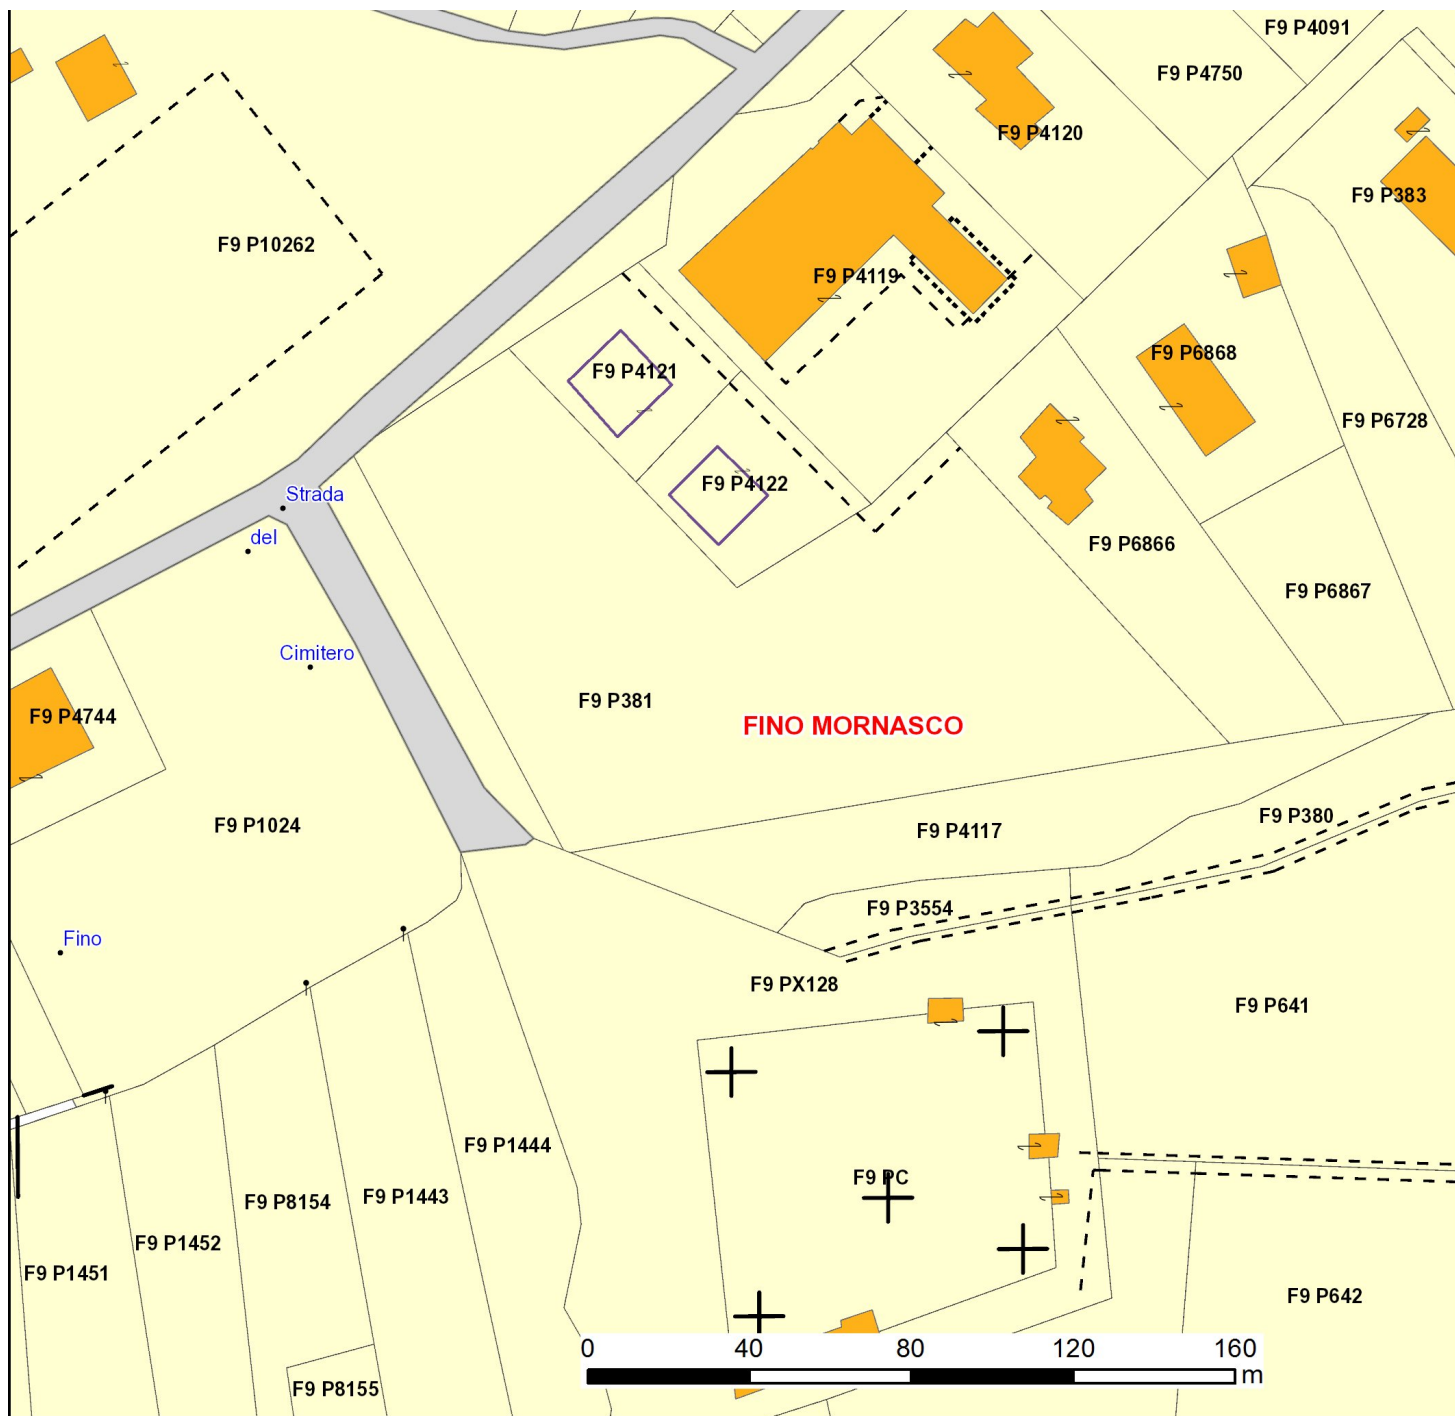 F9 P4091
F9 P4750
F9 P4120
F9 P383
F9 P10262
F9 P4119
F9 P6868
F9 P4121
F9 P6728
F9 P4122
Strada
del
F9 P6866
F9 P6867
Cimitero
F9 P381
F9 P4744
FINO MORNASCO
F9 P1024
F9 P4117
F9 P380
F9 P3554
Fino
F9 PX128
F9 P641
F9 P1444
F9 PC
F9 P1443
F9 P8154
F9 P1452
F9 P1451
F9 P642
0 40 80 120 160
m
F9 P8155